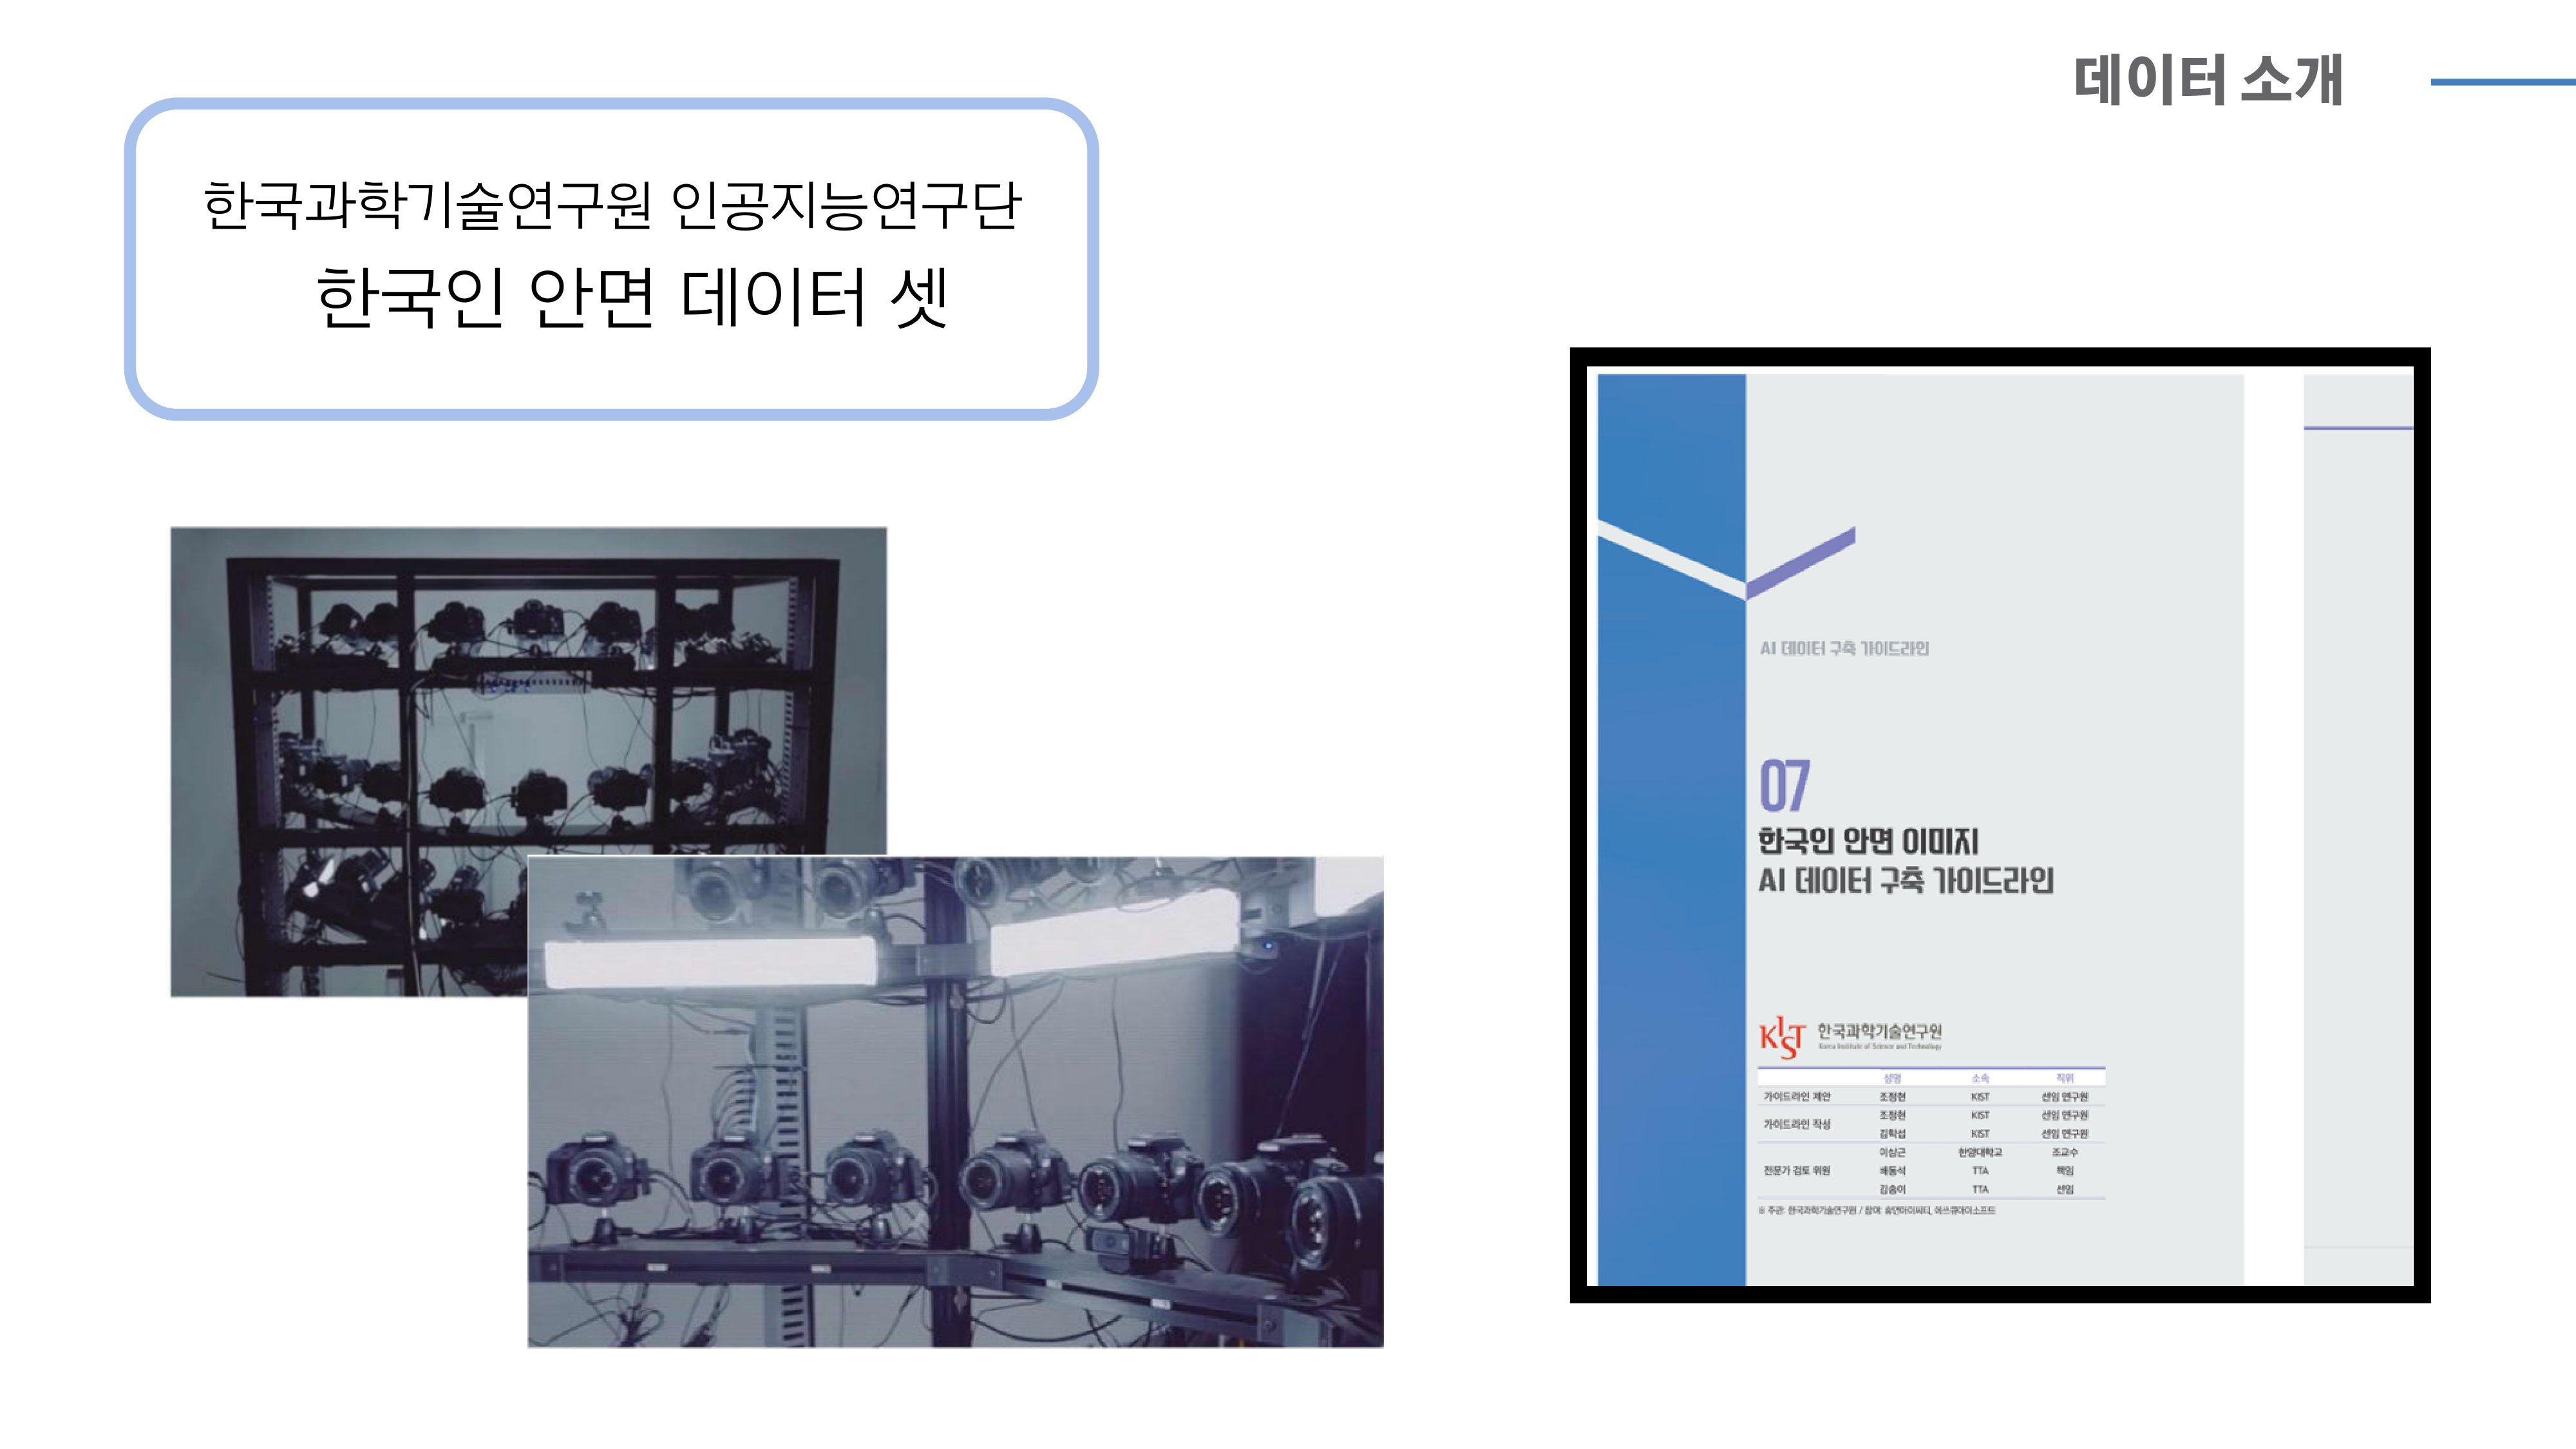 데이터 소개
한국과학기술연구원 인공지능연구단
한국인 안면 데이터 셋
AI 데이터 구축 가이드라인
07
한국인 안면 이미지
AI 데이터 구축 가이드라인
KIST 한국과학기술연구원
Korea Institute of Science and Technology
성명 소속 직위
가이드라인 제안 조정현 KIST 선임 연구원
가이드라인 작성 조정현 KIST 선임 연구원
김학섭 KIST 선임 연구원
전문가 검토 위원 이상근 한양대학교 조교수
배동석 TTA 책임
김송이 TTA 선임
※ 주관: 한국과학기술연구원 / 참여: